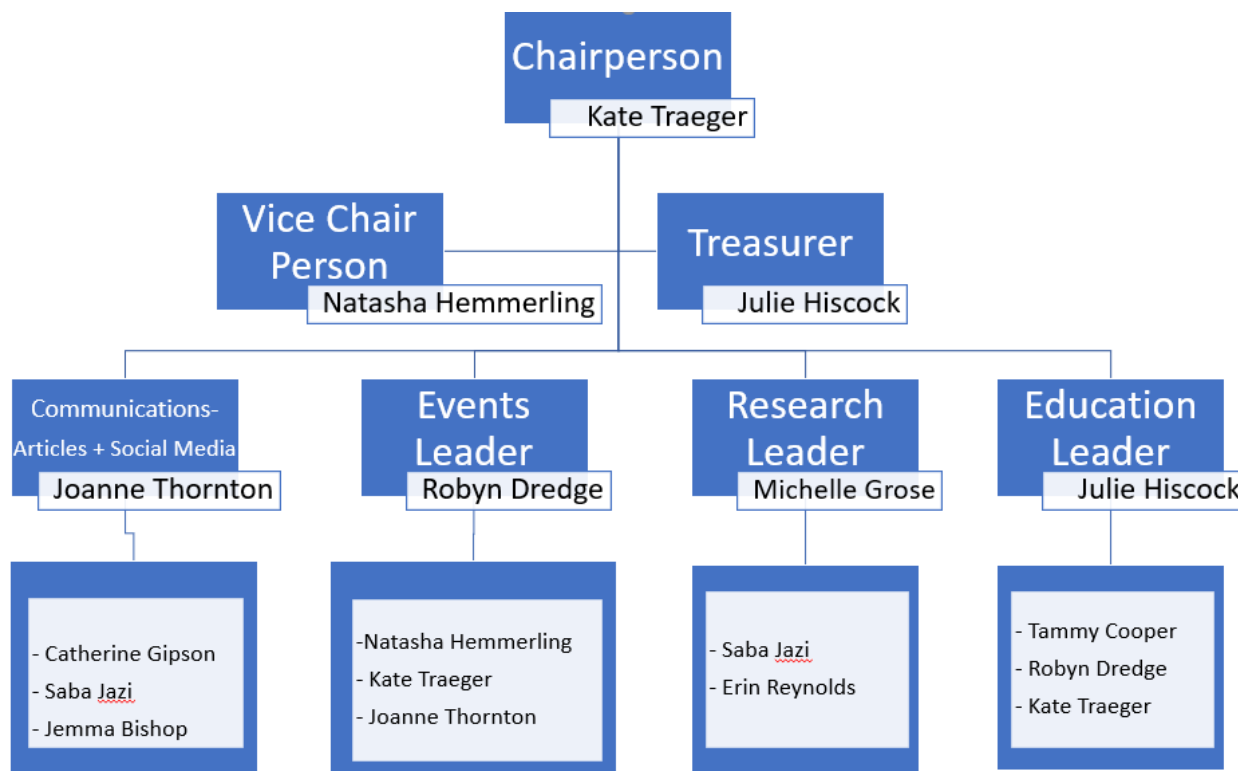 Chairperson
Kate Traeger
Vice Chair
Person
Natasha Hemmerling
Treasurer
Julie Hiscock
Communications-
Articles + Social Media
Joanne Thornton
Events
Leader
Robyn Dredge
Research
Leader
Michelle Grose
Education
Leader
Julie Hiscock
- Catherine Gipson
- Saba Jazi
- Jemma Bishop
-Natasha Hemmerling
- Kate Traeger
- Joanne Thornton
- Saba Jazi
- Erin Reynolds
- Tammy Cooper
- Robyn Dredge
- Kate Traeger